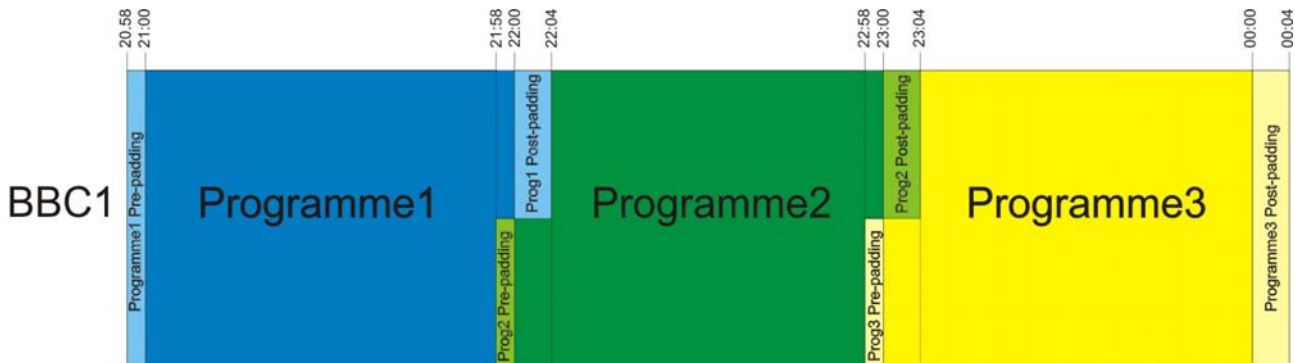 20.58
21:00
21:58
22:00
22:04
22:58
23:00
23:04
00:00
00:04
BBC1
Programme1 Pre-padding
Programme1
Prog2 Pre-padding
Prog1 Post-padding
Programme2
Prog3 Pre-padding
Prog2 Post-padding
Programme3
Programme3 Post-padding